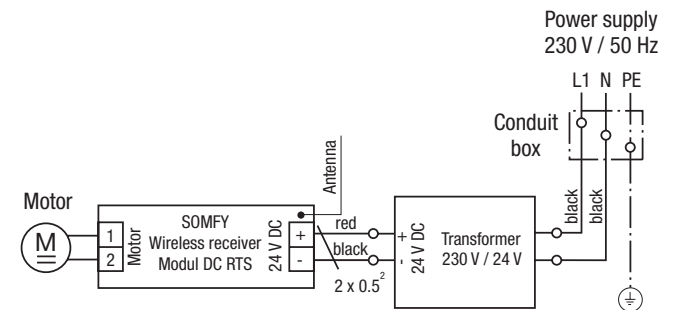 Power supply
230 V / 50 Hz
L1 N PE
Conduit
box
Antenna
black
black
Motor
M
1
2
Motor
SOMFY
Wireless receiver
Modul DC RTS
24 V DC
+
-
red
black
2 x 0.5²
+
-
24 V DC
Transformer
230 V / 24 V